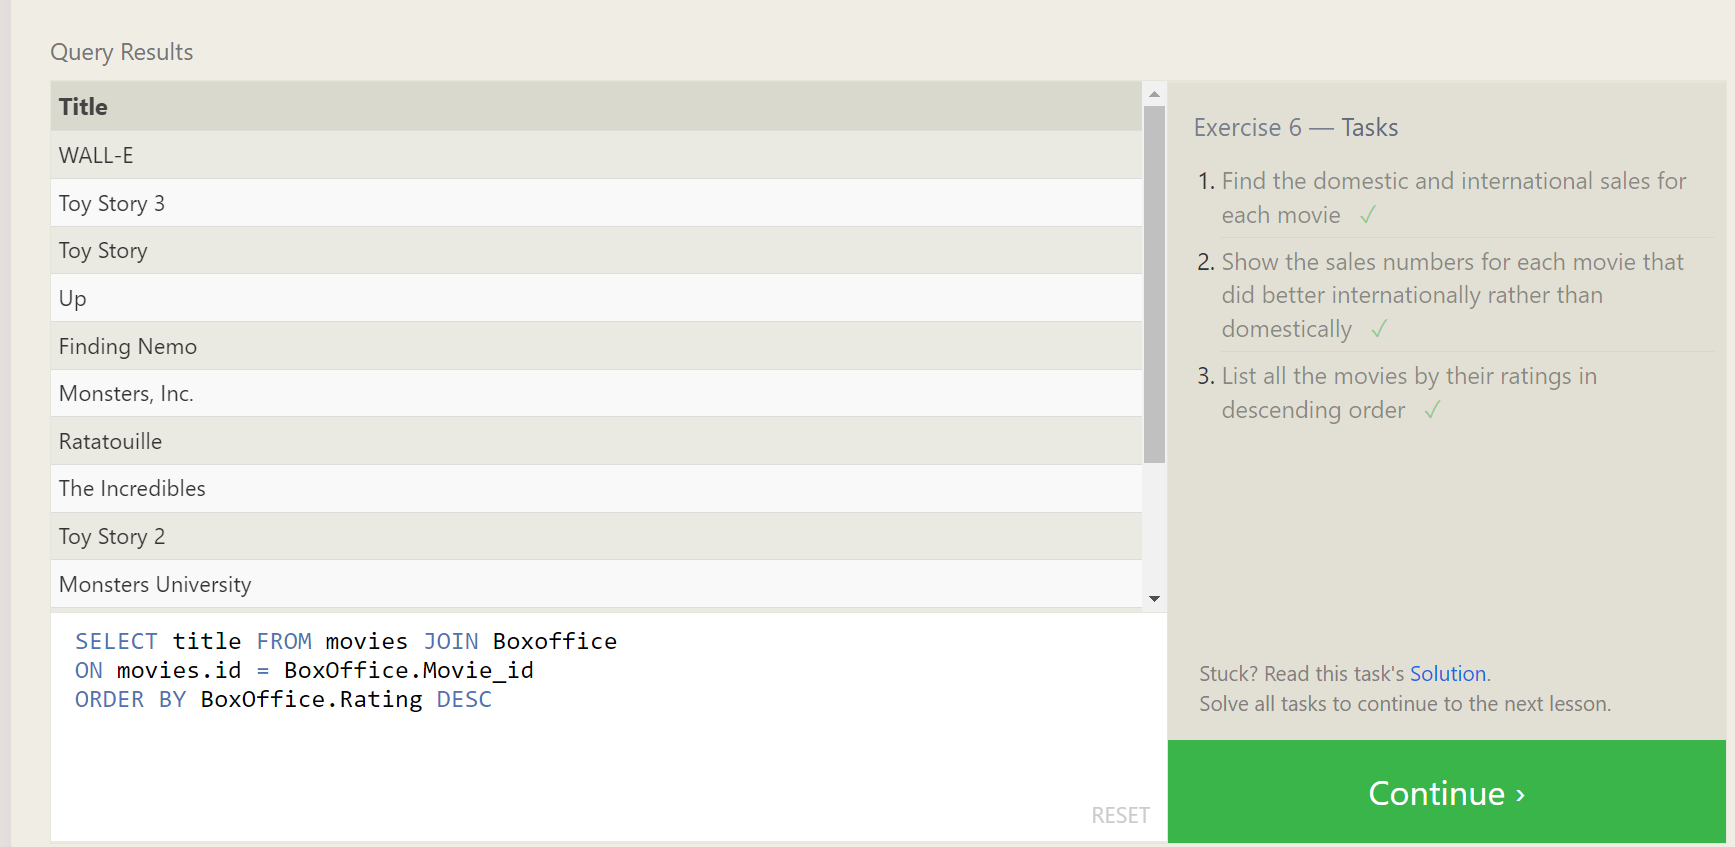 Query Results
Title
WALL-E
Toy Story 3
Toy Story
Up
Finding Nemo
Monsters, Inc.
Ratatouille
The Incredibles
Toy Story 2
Monsters University
SELECT title FROM movies JOIN Boxoffice
ON movies.id = BoxOffice.Movie_id
ORDER BY BoxOffice.Rating DESC
RESET
Exercise 6 — Tasks
1. Find the domestic and international sales for
each movie ✓
2. Show the sales numbers for each movie that
did better internationally rather than
domestically ✓
3. List all the movies by their ratings in
descending order ✓
Stuck? Read this task's Solution.
Solve all tasks to continue to the next lesson.
Continue ›